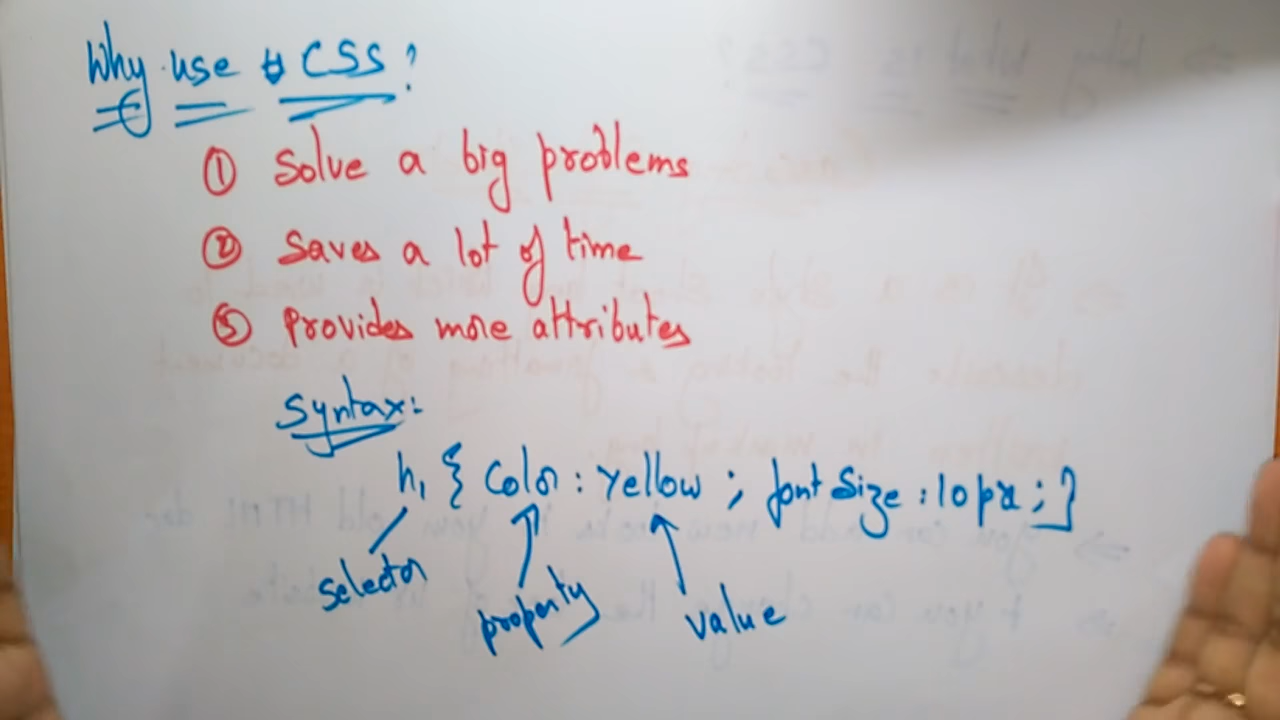 Why use CSS?
① Solve a big problems
② Saves a lot of time
③ Provides more attributes
Syntax:
h1 { Color : Yellow ; font Size : 10px ; }
selector
property
value